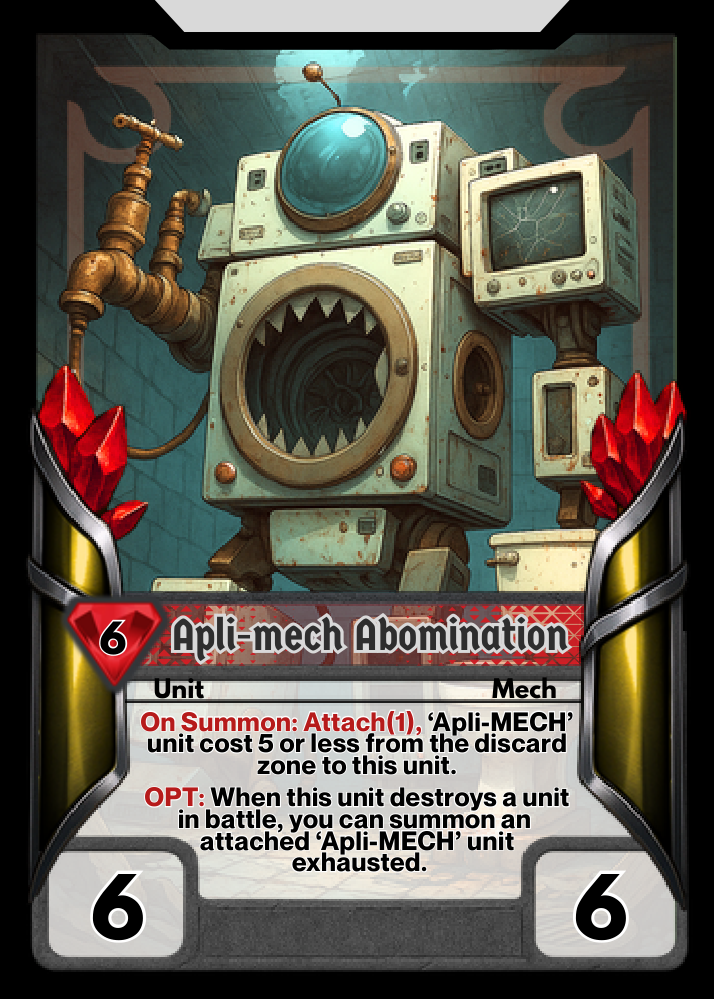 6
Apli-mech Abomination
Unit Mech
On Summon: Attach(1), ‘Apli-MECH’
unit cost 5 or less from the discard
zone to this unit.
OPT: When this unit destroys a unit
in battle, you can summon an
attached ‘Apli-MECH’ unit
exhausted.
6 6